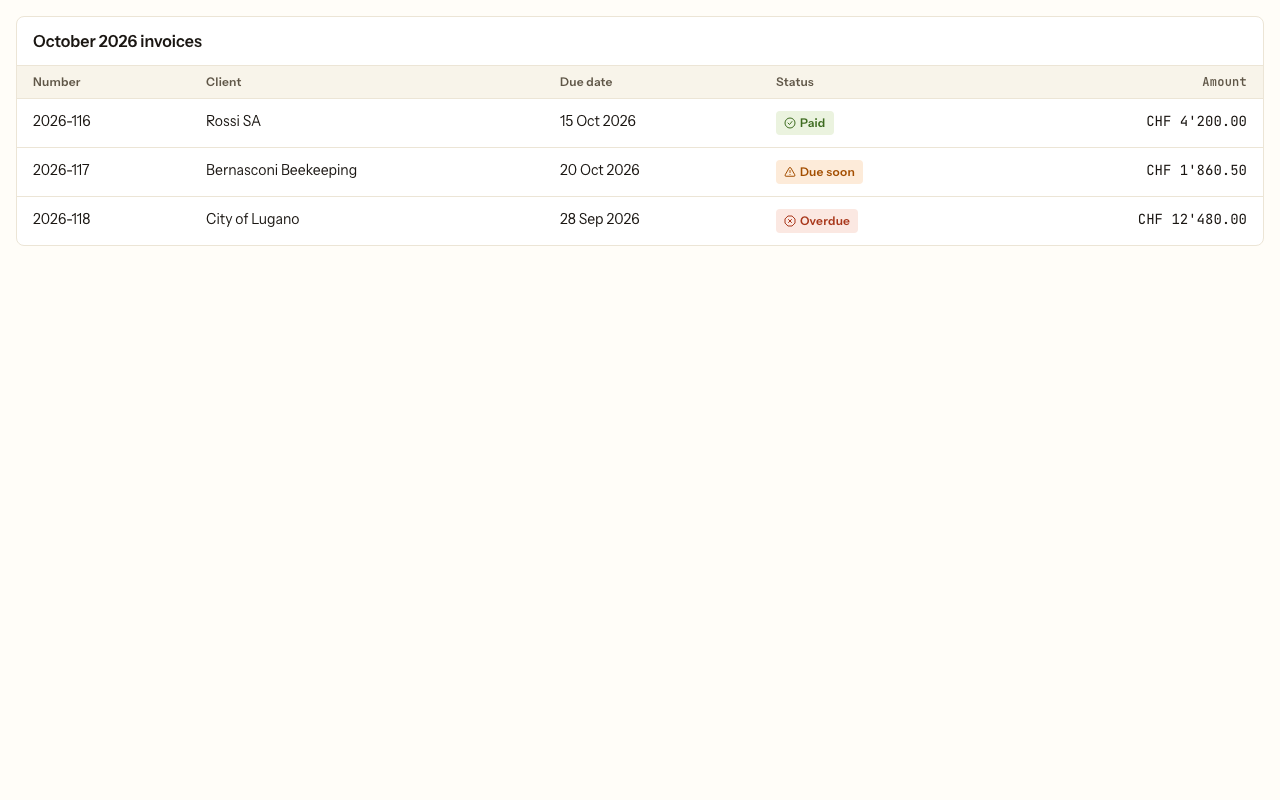 October 2026 invoices
Number Client Due date Status Amount
2026-116 Rossi SA 15 Oct 2026 Paid CHF 4'200.00
2026-117 Bernasconi Beekeeping 20 Oct 2026 Due soon CHF 1'860.50
2026-118 City of Lugano 28 Sep 2026 Overdue CHF 12'480.00